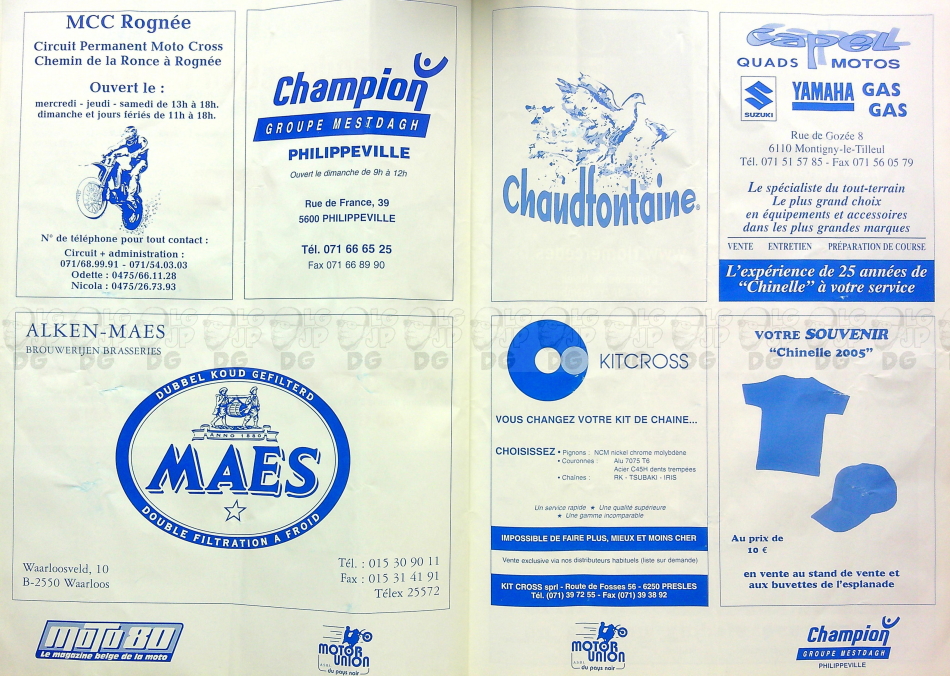 MCC Rognée
Circuit Permanent Moto Cross
Chemin de la Ronce à Rognée
Ouvert le :
mercredi - jeudi - samedi de 13h à 18h.
dimanche et jours fériés de 11h à 18h.
N° de téléphone pour tout contact :
Circuit + administration :
071/68.99.91 - 071/54.03.03
Odette : 0475/66.11.28
Nicola : 0475/26.73.93
Champion
GROUPE MESTDAGH
PHILIPPEVILLE
Ouvert le dimanche de 9h à 12h
Rue de France, 39
5600 PHILIPPEVILLE
Tél. 071 66 65 25
Fax 071 66 89 90
Chaudfontaine
Capel
QUADS MOTOS
SUZUKI
YAMAHA GAS
GAS
Rue de Gozée 8
6110 Montigny-le-Tilleul
Tél. 071 51 57 85 - Fax 071 56 05 79
Le spécialiste du tout-terrain
Le plus grand choix
en équipements et accessoires
dans les plus grandes marques
VENTE ENTRETIEN PRÉPARATION DE COURSE
L'expérience de 25 années de
"Chinelle" à votre service
ALKEN-MAES
BROUWERIJEN BRASSERIES
DUBBEL KOUD GEFILTERD
ANNO 1880
MAES
DOUBLE FILTRATION A FROID
Waarloosveld, 10
B-2550 Waarloos
Tél. : 015 30 90 11
Fax : 015 31 41 91
Télex 25572
KITCROSS
VOUS CHANGEZ VOTRE KIT DE CHAINE...
CHOISISSEZ • Pignons : NCM nickel chrome molybdène
• Couronnes : Alu 7075 T6
Acier C45H dents trempées
• Chaînes : RK - TSUBAKI - IRIS
Un service rapide ★ Une qualité supérieure
★ Une gamme incomparable
IMPOSSIBLE DE FAIRE PLUS, MIEUX ET MOINS CHER
Vente exclusive via nos distributeurs habituels (liste sur demande)
KIT CROSS sprl - Route de Fosses 56 - 6250 PRESLES
Tél. (071) 39 72 55 - Fax (071) 39 38 92
VOTRE SOUVENIR
"Chinelle 2005"
Au prix de
10 €
en vente au stand de vente et
aux buvettes de l'esplanade
moto 80
Le magazine belge de la moto
MOTOR
UNION
A.S.B.L. du pays noir
MOTOR
UNION
A.S.B.L. du pays noir
Champion
GROUPE MESTDAGH
PHILIPPEVILLE